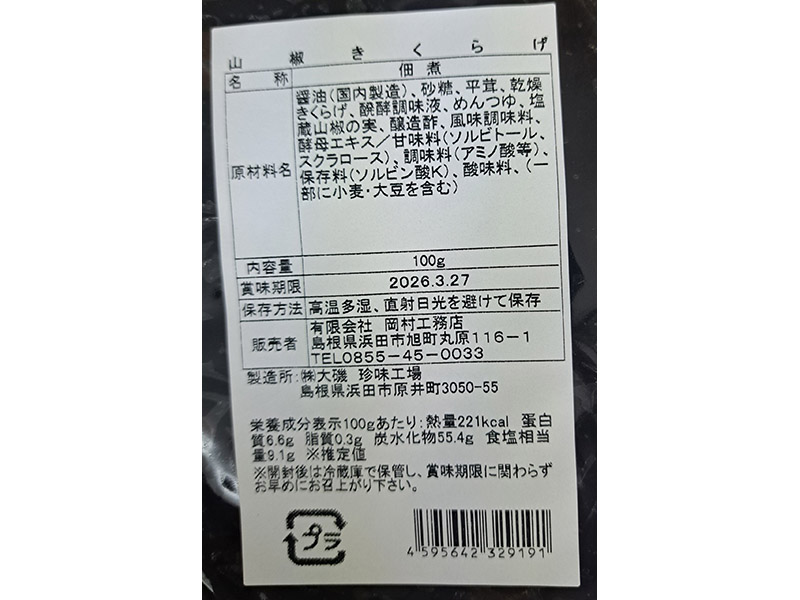 山椒きくらげ
名称 佃煮
原材料名 醤油(国内製造)、砂糖、平茸、乾燥
きくらげ、醗酵調味液、めんつゆ、塩
蔵山椒の実、醸造酢、風味調味料、
酵母エキス/甘味料(ソルビトール、
スクラロース)、調味料(アミノ酸等)、
保存料(ソルビン酸K)、酸味料、(一
部に小麦・大豆を含む)
内容量 100g
賞味期限 2026.3.27
保存方法 高温多湿、直射日光を避けて保存
販売者 有限会社 岡村工務店
島根県浜田市旭町丸原116-1
TEL0855-45-0033
製造所:㈱大磯 珍味工場
島根県浜田市原井町3050-55
栄養成分表示100gあたり:熱量221kcal 蛋白
質6.6g 脂質0.3g 炭水化物55.4g 食塩相当
量9.1g ※推定値
※開封後は冷蔵庫で保管し、賞味期限に関わらず
お早めにお召上がり下さい。
プラ
4595642329191